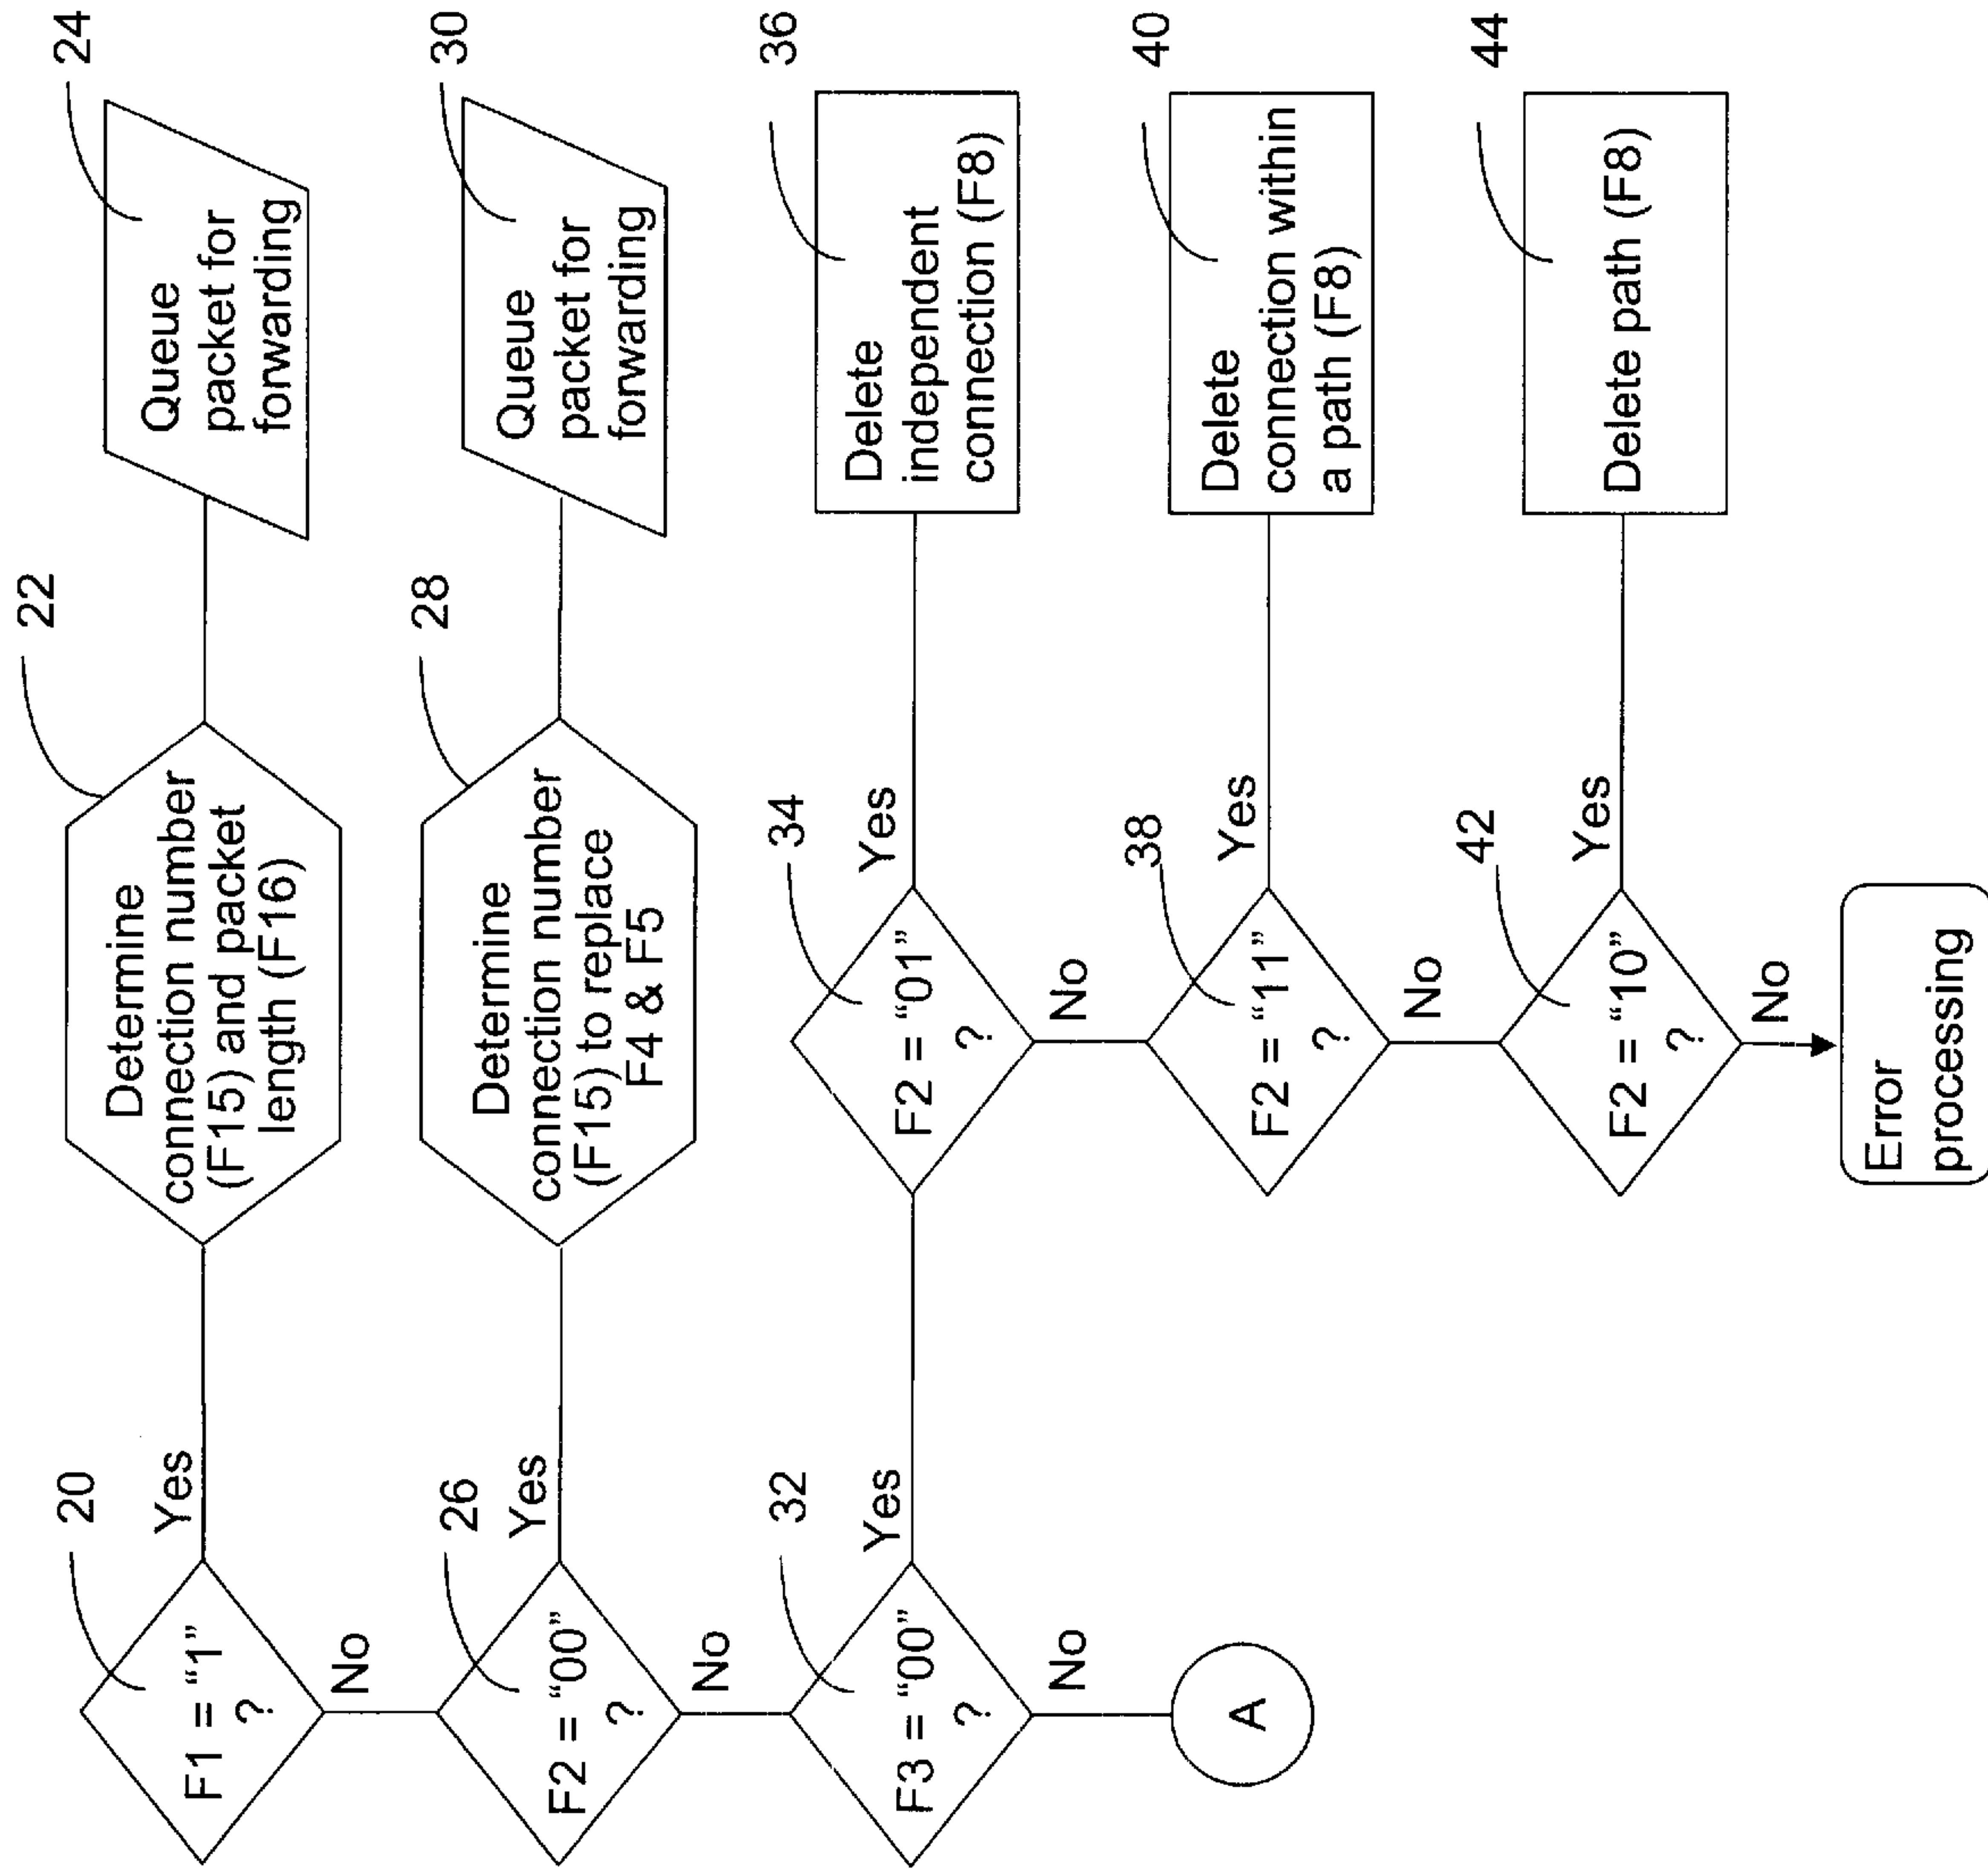 20
F1 = “1”
?
Yes
No
22
Determine
connection number
(F15) and packet
length (F16)
24
Queue
packet for
forwarding
26
F2 = “00”
?
Yes
No
28
Determine
connection number
(F15) to replace
F4 & F5
30
Queue
packet for
forwarding
32
F3 = “00”
?
Yes
No
A
34
F2 = “01”
?
Yes
No
36
Delete
independent
connection (F8)
38
F2 = “11”
?
Yes
No
40
Delete
connection within
a path (F8)
42
F2 = “10”
?
Yes
No
44
Delete path (F8)
Error
processing